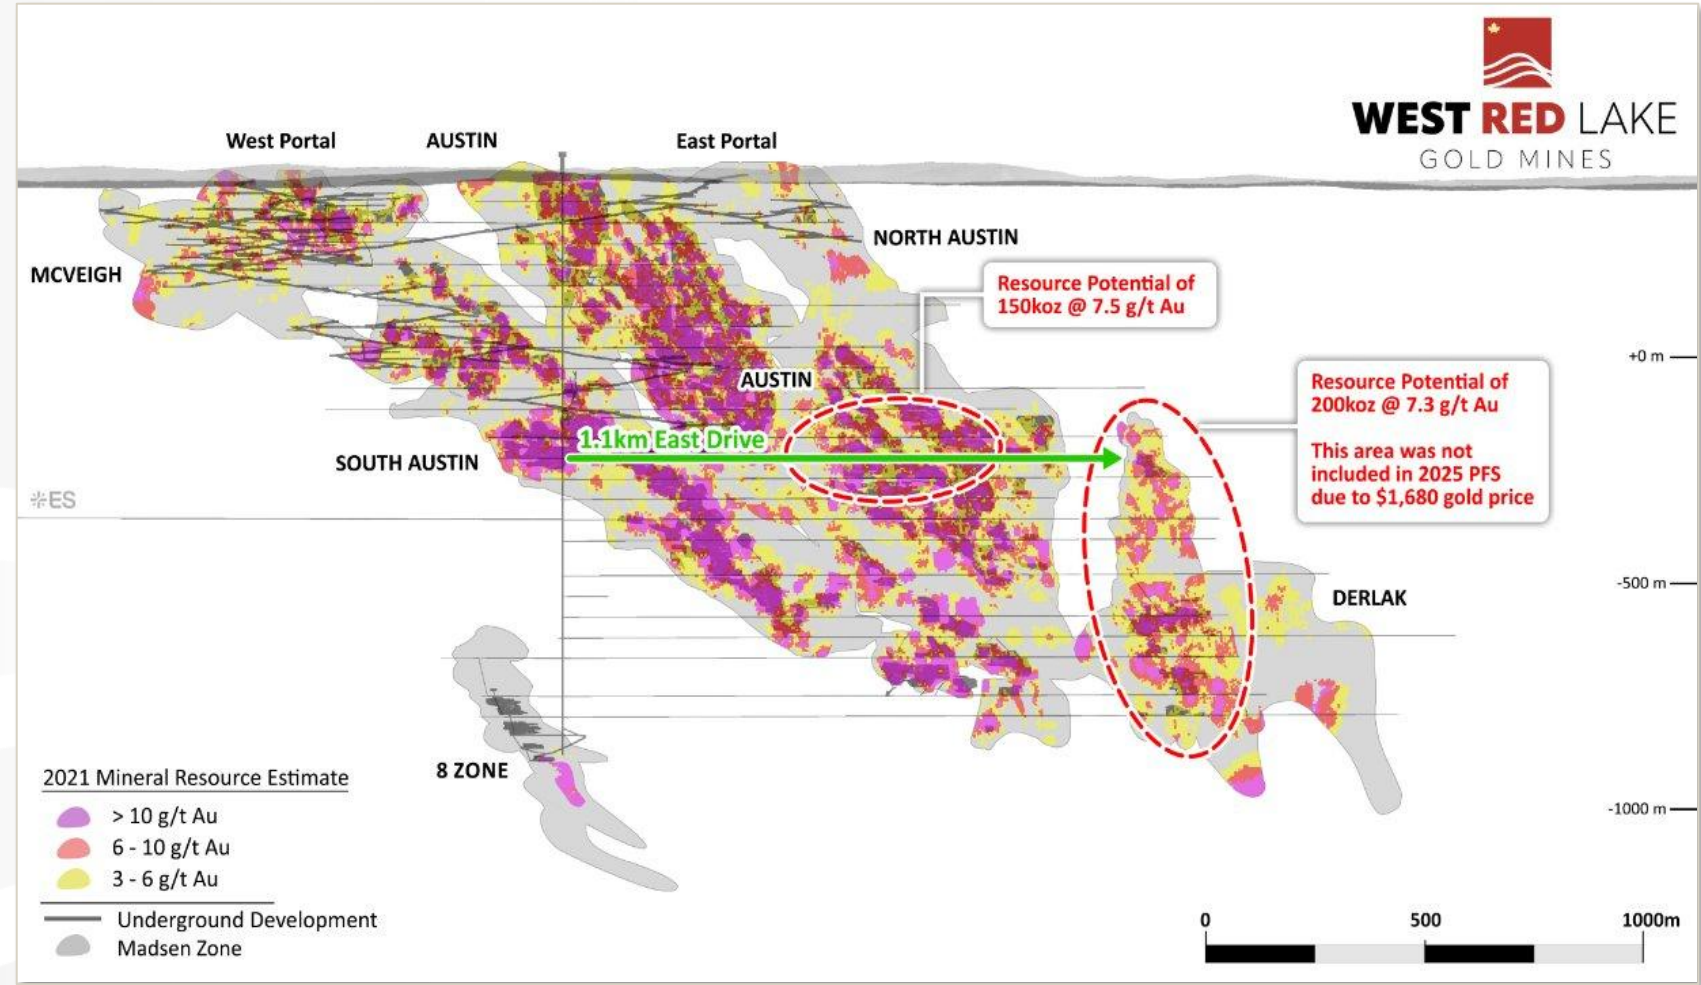 WEST RED LAKE
GOLD MINES
West Portal
AUSTIN
East Portal
NORTH AUSTIN
MCVEIGH
Resource Potential of
150koz @ 7.5 g/t Au
+0 m
AUSTIN
Resource Potential of
200koz @ 7.3 g/t Au
This area was not
included in 2025 PFS
due to $1,680 gold price
1.1km East Drive
SOUTH AUSTIN
ES
-500 m
DERLAK
8 ZONE
-1000 m
2021 Mineral Resource Estimate
> 10 g/t Au
6 - 10 g/t Au
3 - 6 g/t Au
Underground Development
Madsen Zone
0 500 1000m